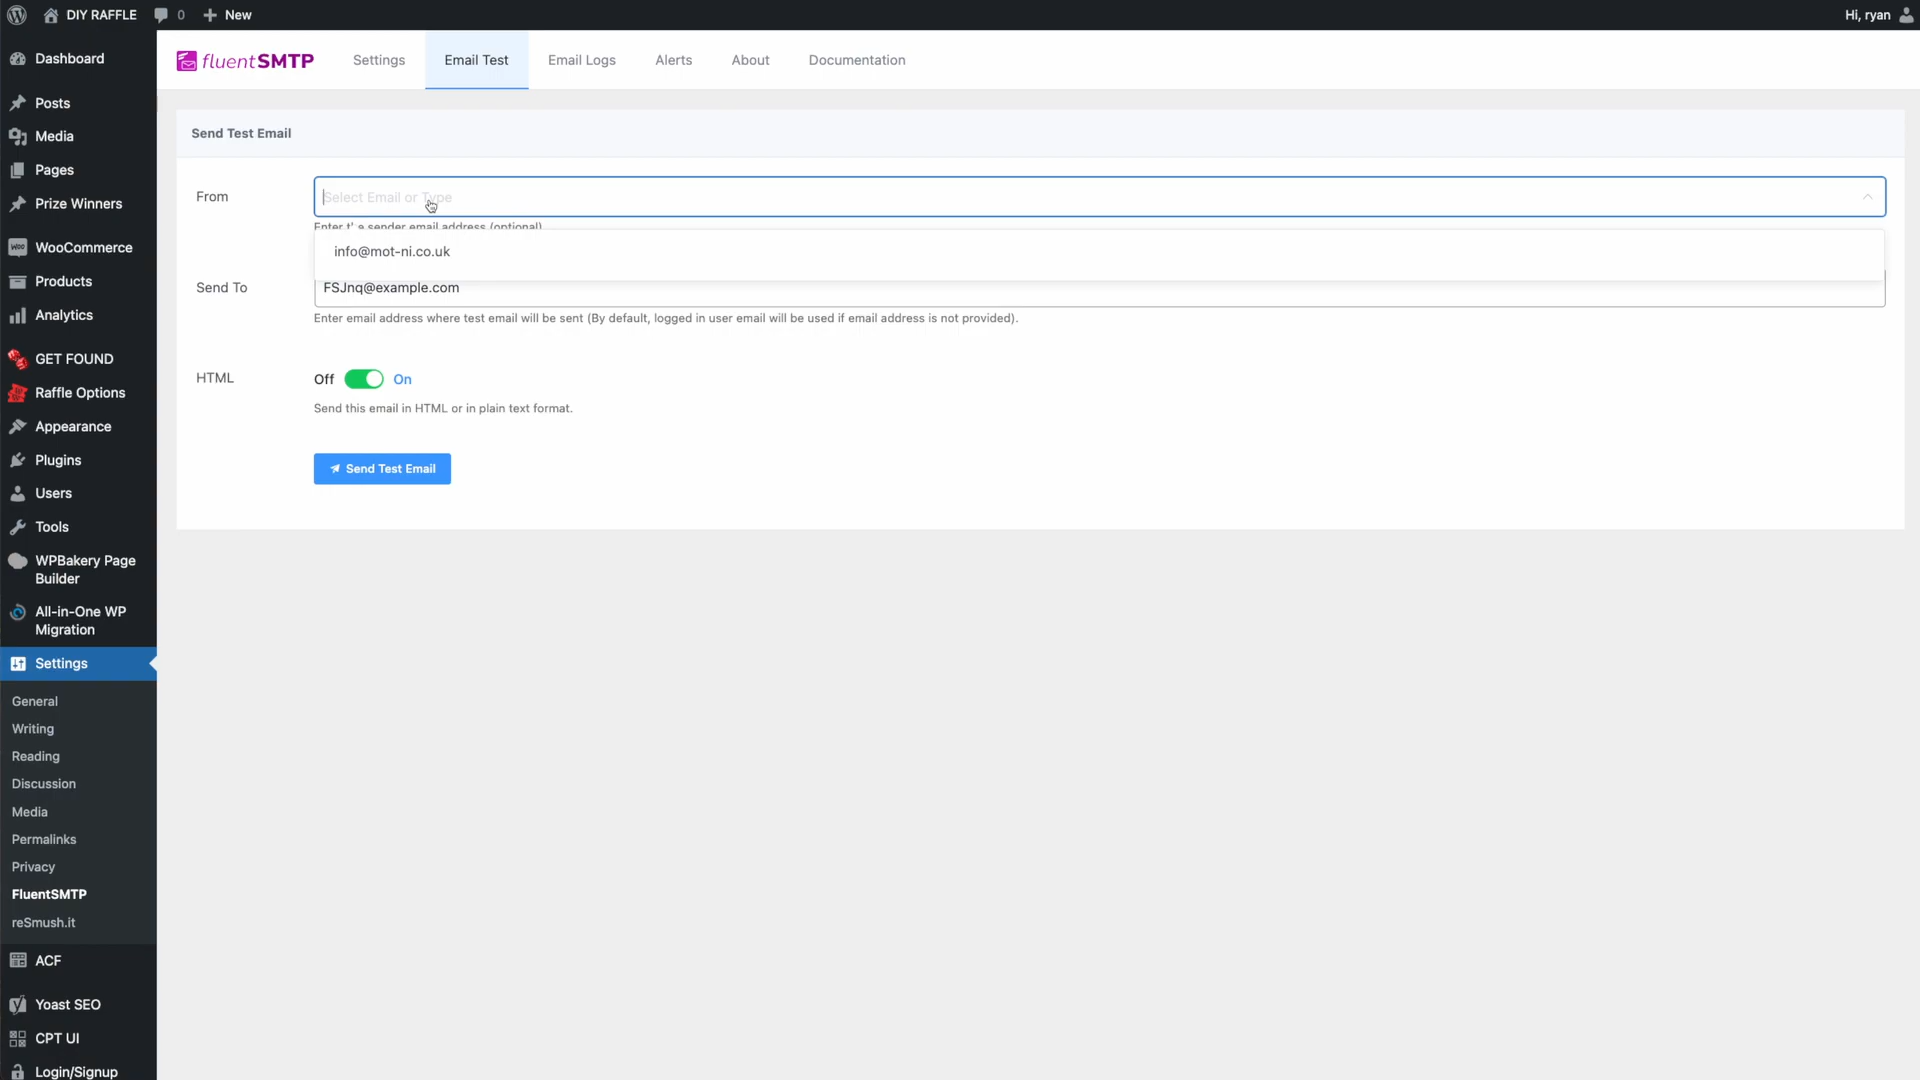 DIY RAFFLE
0
New
Hi, ryan
Dashboard
Posts
Media
Pages
Prize Winners
WooCommerce
Products
Analytics
GET FOUND
Raffle Options
Appearance
Plugins
Users
Tools
WPBakery Page
Builder
All-in-One WP
Migration
Settings
General
Writing
Reading
Discussion
Media
Permalinks
Privacy
FluentSMTP
reSmush.it
ACF
Yoast SEO
CPT UI
Login/Signup
fluentSMTP
Settings
Email Test
Email Logs
Alerts
About
Documentation
Send Test Email
From
Select Email or Type
Enter t' e sender email address (optional)
info@mot-ni.co.uk
Send To
FSJnq@example.com
Enter email address where test email will be sent (By default, logged in user email will be used if email address is not provided).
HTML
Off
On
Send this email in HTML or in plain text format.
Send Test Email